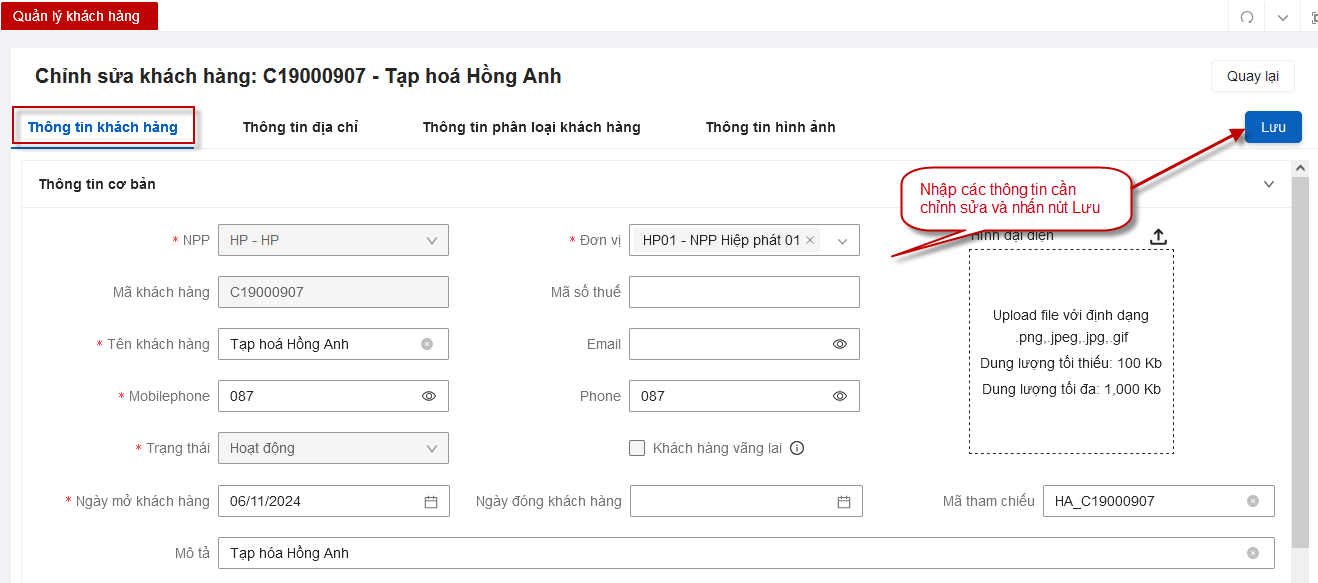 Quản lý khách hàng
Chỉnh sửa khách hàng: C19000907 - Tạp hoá Hồng Anh
Quay lại
Thông tin khách hàng
Thông tin địa chỉ
Thông tin phân loại khách hàng
Thông tin hình ảnh
Lưu
Thông tin cơ bản
Nhập các thông tin cần
chỉnh sửa và nhấn nút Lưu
* NPP HP - HP
* Đơn vị HP01 - NPP Hiệp phát 01
Hình đại diện
Mã khách hàng C19000907
Mã số thuế
Upload file với định dạng
.png,.jpeg,.jpg,.gif
Dung lượng tối thiểu: 100 Kb
Dung lượng tối đa: 1,000 Kb
* Tên khách hàng Tạp hoá Hồng Anh
Email
* Mobilephone 087
Phone 087
* Trạng thái Hoạt động
Khách hàng vãng lai
* Ngày mở khách hàng 06/11/2024
Ngày đóng khách hàng
Mã tham chiếu HA_C19000907
Mô tả Tạp hóa Hồng Anh